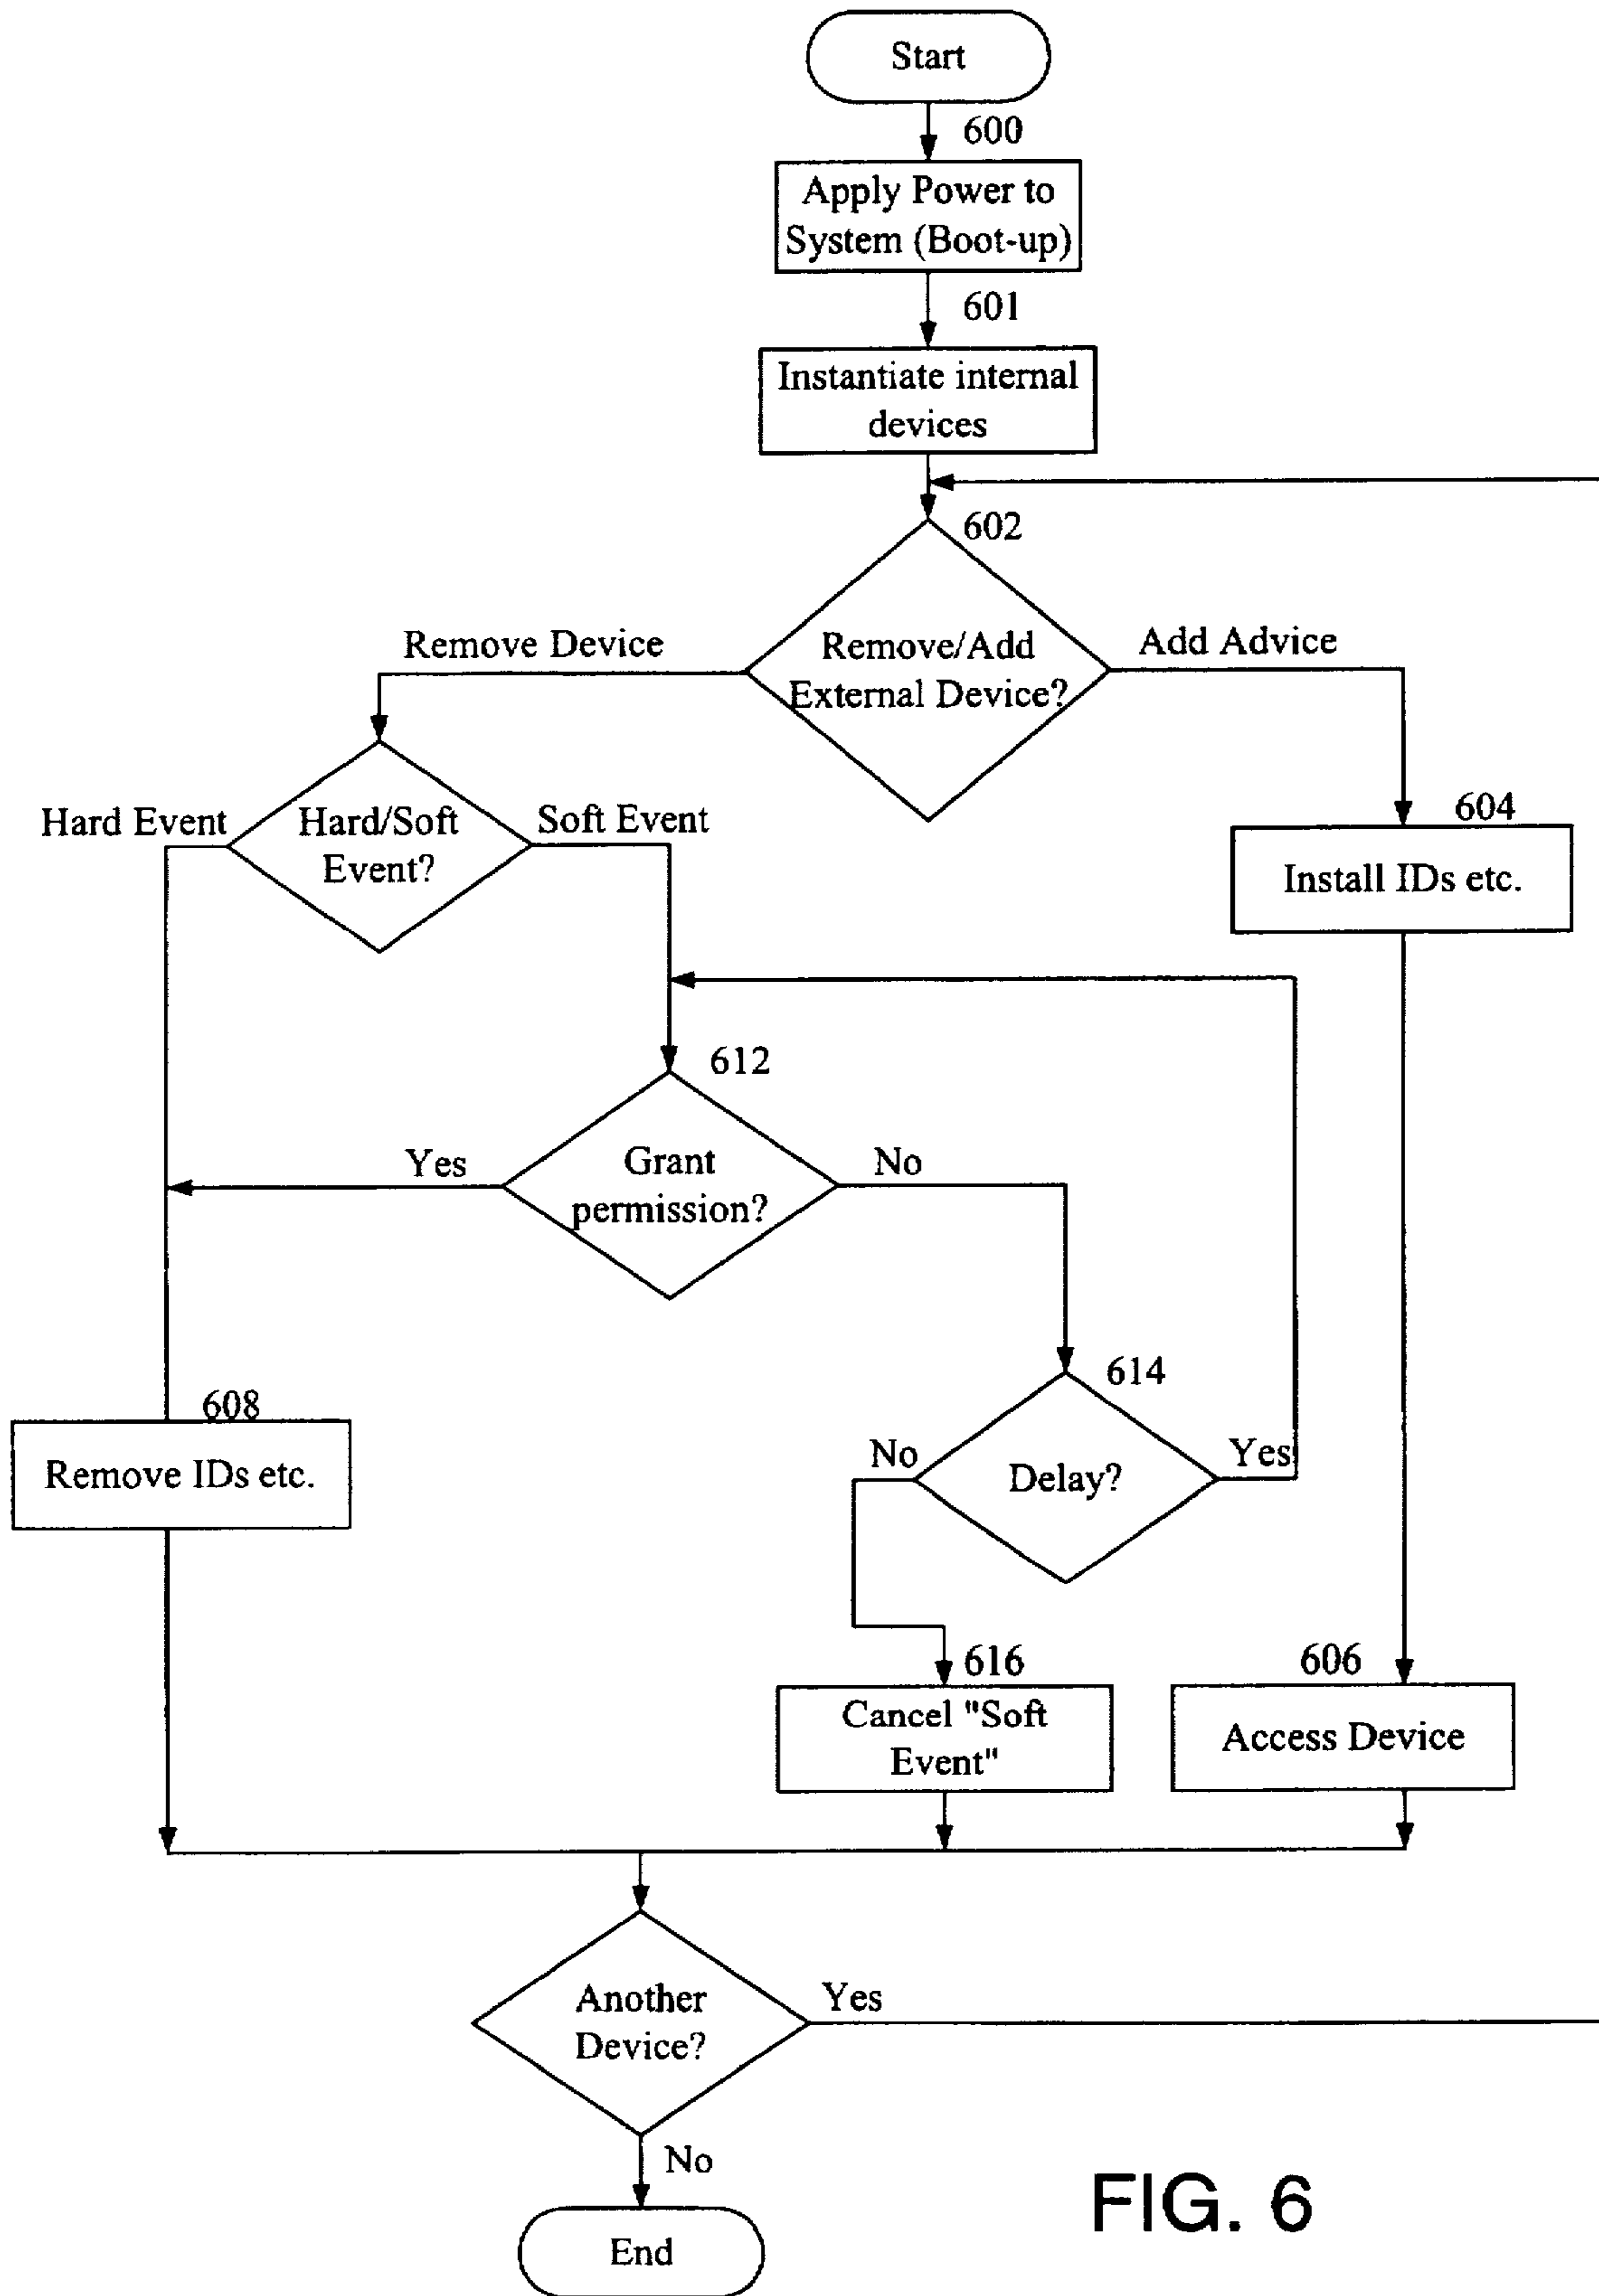 Start
600
Apply Power to
System (Boot-up)
601
Instantiate internal
devices
602
Remove Device
Remove/Add
External Device?
Add Advice
Hard Event
Hard/Soft
Event?
Soft Event
604
Install IDs etc.
612
Yes
Grant
permission?
No
614
608
Remove IDs etc.
No
Delay?
Yes
616
Cancel "Soft
Event"
606
Access Device
Another
Device?
Yes
No
End
FIG. 6